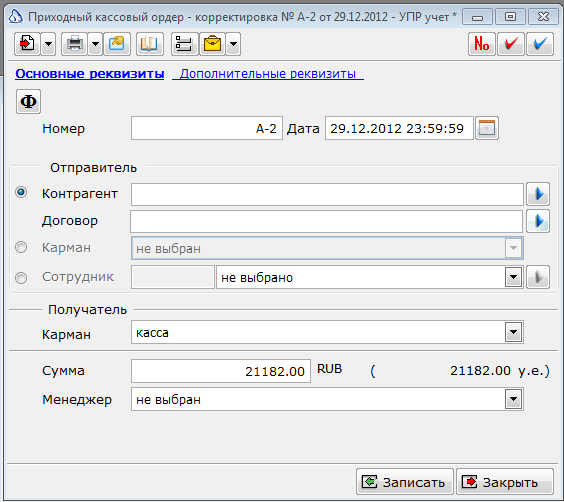 Приходный кассовый ордер - корректировка № А-2 от 29.12.2012 - УПР учет *
No
Основные реквизиты Дополнительные реквизиты
Ф
Номер А-2 Дата 29.12.2012 23:59:59
Отправитель
Контрагент
Договор
Карман не выбран
Сотрудник не выбрано
Получатель
Карман касса
Сумма 21182.00 RUB ( 21182.00 у.е.)
Менеджер не выбран
Записать Закрыть